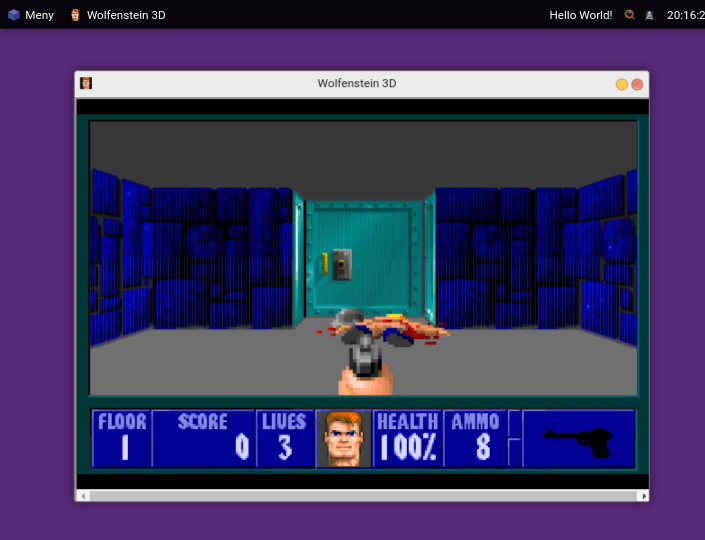 Meny Wolfenstein 3D Hello World! 20:16:2
Wolfenstein 3D
FLOOR SCORE LIVES HEALTH AMMO
1 0 3 100% 8